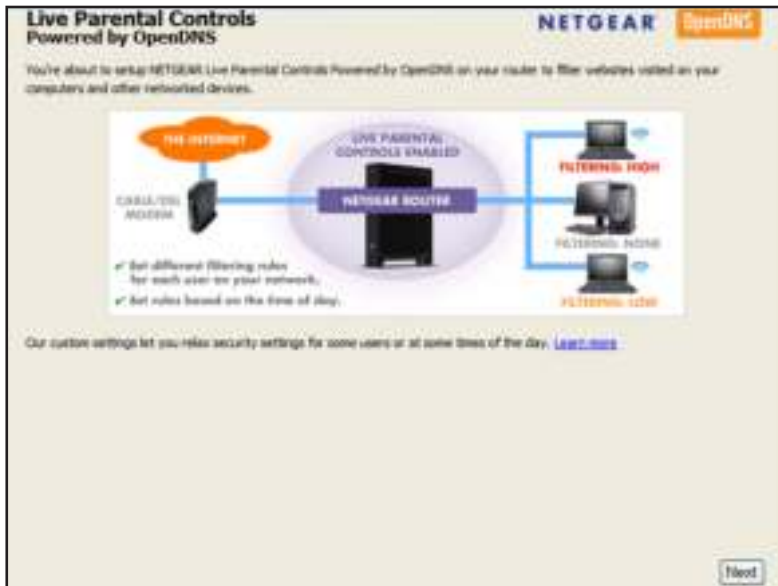 Live Parental Controls
Powered by OpenDNS
NETGEAR
OpenDNS
You're about to setup NETGEAR Live Parental Controls Powered by OpenDNS on your router to filter websites visited on your
computers and other networked devices.
THE INTERNET
CABLE/DSL
MODEM
LIVE PARENTAL
CONTROLS ENABLED
NETGEAR ROUTER
FILTERING: HIGH
FILTERING: NONE
FILTERING: LOW
✓ Set different filtering rules
for each user on your network.
✓ Set rules based on the time of day.
Our custom settings let you relax security settings for some users or at some times of the day. Learn more
Next